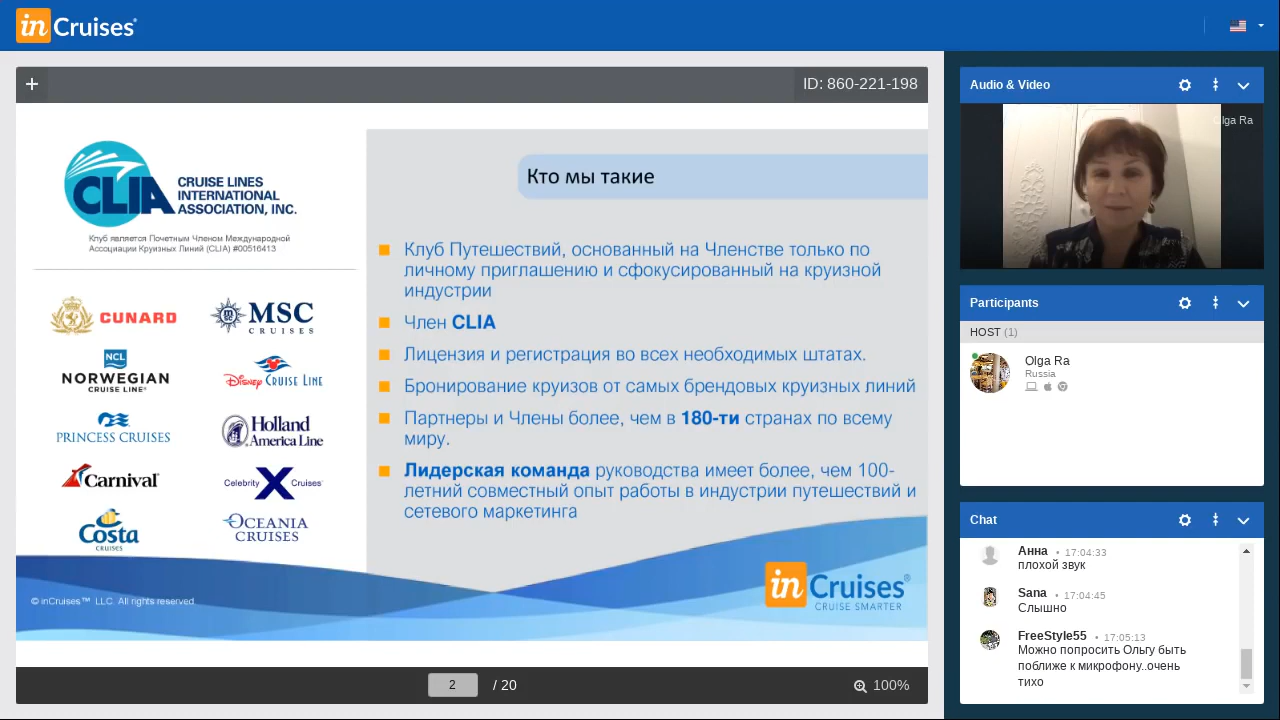 in Cruises®
ID: 860-221-198
CLIA
CRUISE LINES
INTERNATIONAL
ASSOCIATION, INC.
Клуб является Почетным Членом Международной
Ассоциации Круизных Линий (CLIA) #00516413
CUNARD
MSC
CRUISES
NCL
NORWEGIAN
CRUISE LINE®
Disney CRUISE LINE
PRINCESS CRUISES
Holland
America Line
Carnival
Celebrity X Cruises
Costa
CRUISES
OCEANIA
CRUISES
Кто мы такие
Клуб Путешествий, основанный на Членстве только по
личному приглашению и сфокусированный на круизной
индустрии
Член CLIA
Лицензия и регистрация во всех необходимых штатах.
Бронирование круизов от самых брендовых круизных линий
Партнеры и Члены более, чем в 180-ти странах по всему
миру.
Лидерская команда руководства имеет более, чем 100-
летний совместный опыт работы в индустрии путешествий и
сетевого маркетинга
© inCruises™ LLC. All rights reserved
in Cruises®
CRUISE SMARTER
2 / 20
100%
Audio & Video
Olga Ra
Participants
HOST (1)
Olga Ra
Russia
Chat
Анна • 17:04:33
плохой звук
Sana • 17:04:45
Слышно
FreeStyle55 • 17:05:13
Можно попросить Ольгу быть
поближе к микрофону..очень
тихо